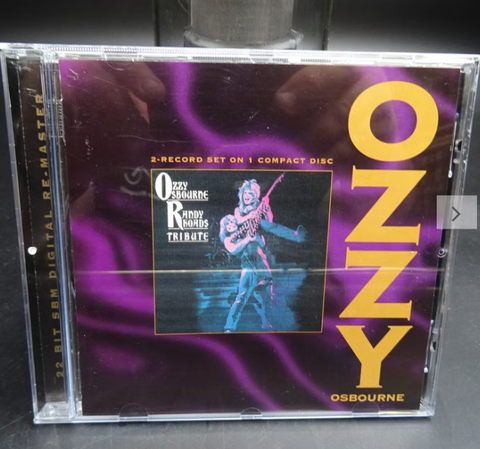 22 BIT SBM DIGITAL RE-MASTER
2-RECORD SET ON 1 COMPACT DISC
OZZY
OSBOURNE
RANDY
RHOADS
TRIBUTE
OZZY
OSBOURNE